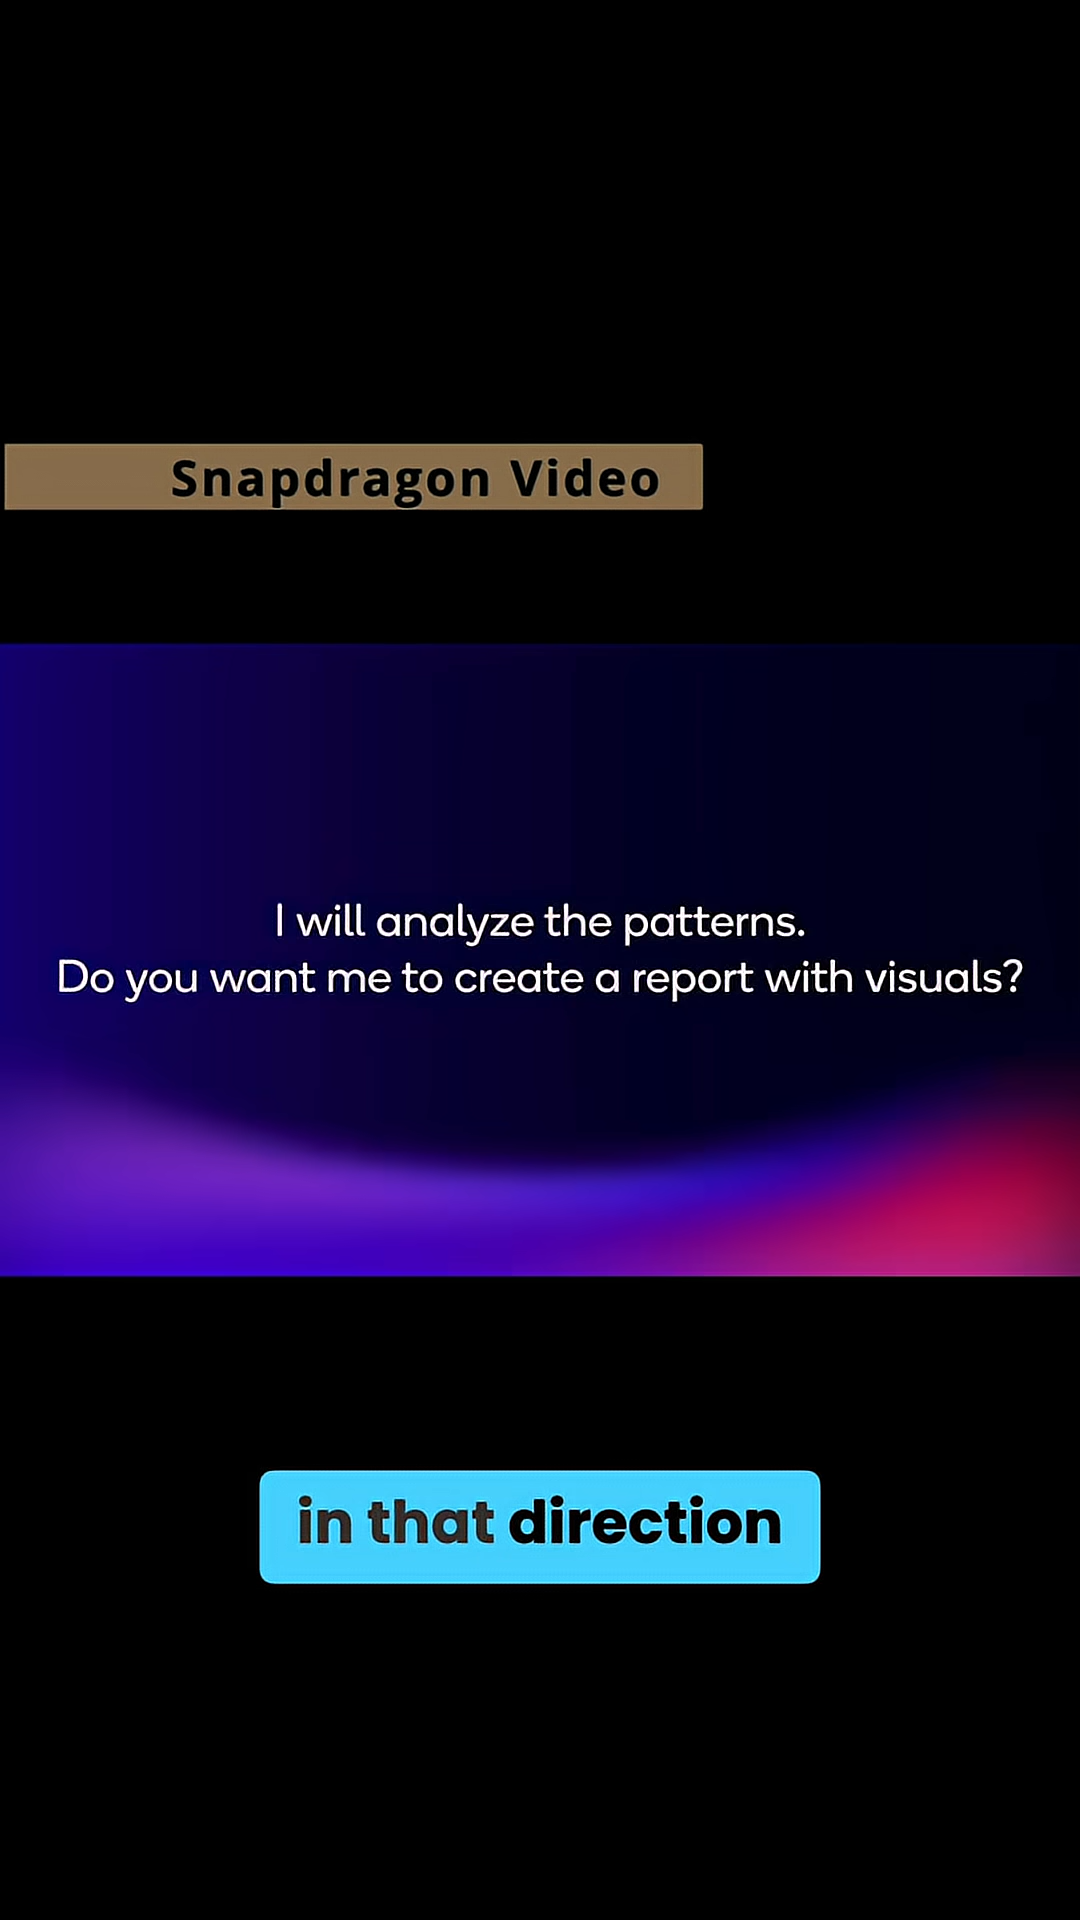 Snapdragon Video
I will analyze the patterns.
Do you want me to create a report with visuals?
in that direction